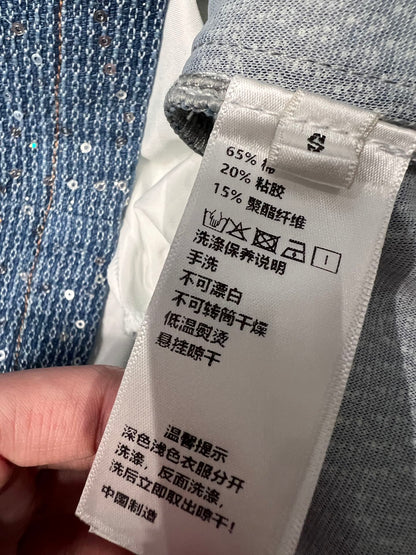 65% 棉
20% 粘胶
15% 聚酯纤维
洗涤保养说明
手洗
不可漂白
不可转筒干燥
低温熨烫
悬挂晾干
温馨提示
深色浅色衣服分开
洗涤，反面洗涤，
洗后立即取出晾干！
中国制造